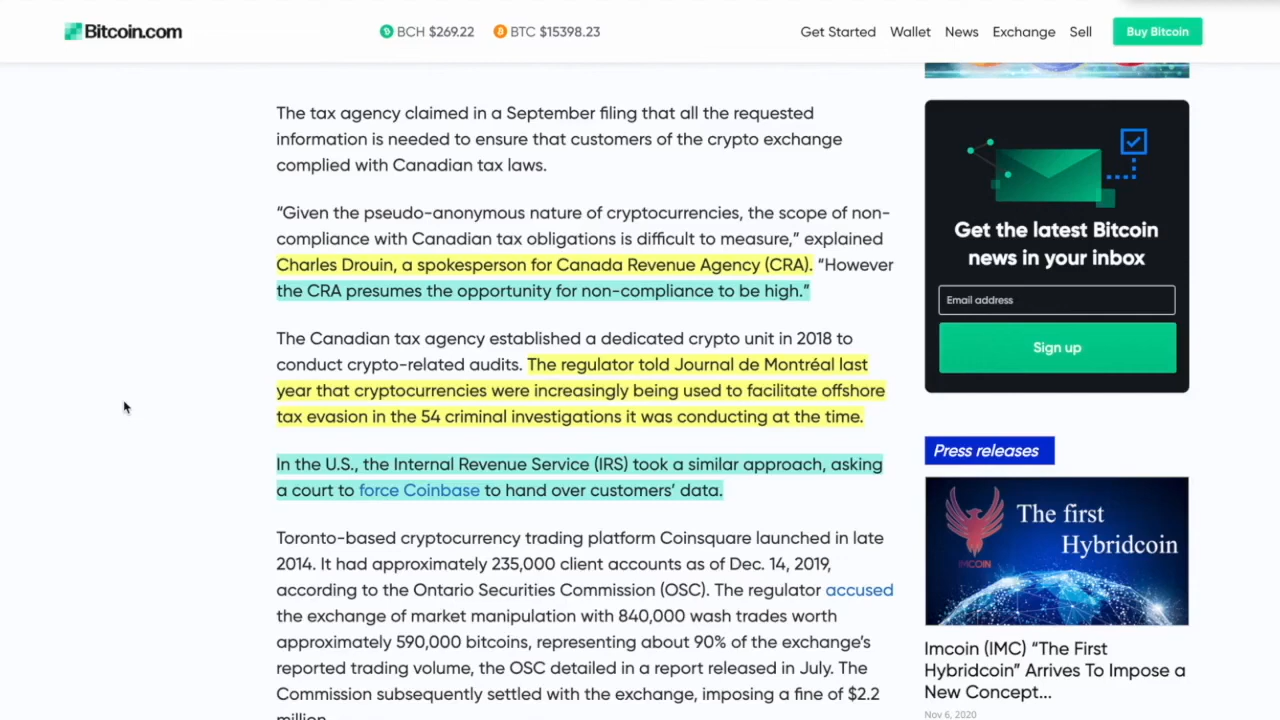 Bitcoin.com
BCH $269.22 BTC $15398.23
Get Started Wallet News Exchange Sell Buy Bitcoin
The tax agency claimed in a September filing that all the requested
information is needed to ensure that customers of the crypto exchange
complied with Canadian tax laws.
“Given the pseudo-anonymous nature of cryptocurrencies, the scope of non-
compliance with Canadian tax obligations is difficult to measure,” explained
Charles Drouin, a spokesperson for Canada Revenue Agency (CRA). “However
the CRA presumes the opportunity for non-compliance to be high.”
The Canadian tax agency established a dedicated crypto unit in 2018 to
conduct crypto-related audits. The regulator told Journal de Montréal last
year that cryptocurrencies were increasingly being used to facilitate offshore
tax evasion in the 54 criminal investigations it was conducting at the time.
In the U.S., the Internal Revenue Service (IRS) took a similar approach, asking
a court to force Coinbase to hand over customers’ data.
Toronto-based cryptocurrency trading platform Coinsquare launched in late
2014. It had approximately 235,000 client accounts as of Dec. 14, 2019,
according to the Ontario Securities Commission (OSC). The regulator accused
the exchange of market manipulation with 840,000 wash trades worth
approximately 590,000 bitcoins, representing about 90% of the exchange’s
reported trading volume, the OSC detailed in a report released in July. The
Commission subsequently settled with the exchange, imposing a fine of $2.2
million.
Get the latest Bitcoin
news in your inbox
Email address
Sign up
Press releases
IMCOIN
The first
Hybridcoin
Imcoin (IMC) “The First
Hybridcoin” Arrives To Impose a
New Concept...
Nov 6, 2020